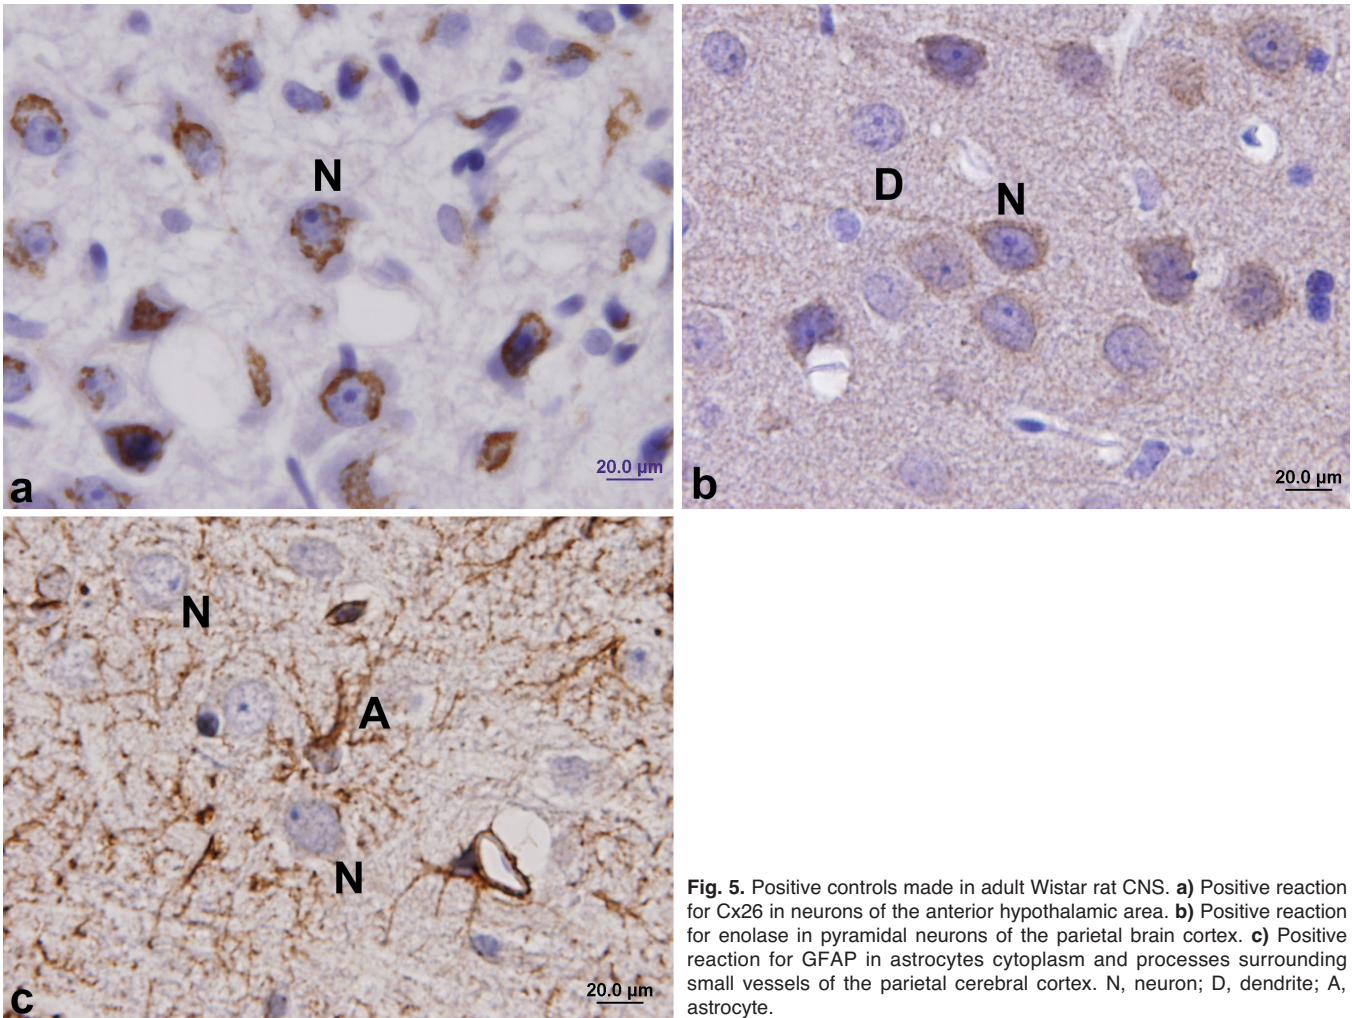 N
20.0 µm
a
D
N
20.0 µm
b
N
A
N
20.0 µm
c
Fig. 5. Positive controls made in adult Wistar rat CNS. a) Positive reaction
for Cx26 in neurons of the anterior hypothalamic area. b) Positive reaction
for enolase in pyramidal neurons of the parietal brain cortex. c) Positive
reaction for GFAP in astrocytes cytoplasm and processes surrounding
small vessels of the parietal cerebral cortex. N, neuron; D, dendrite; A,
astrocyte.